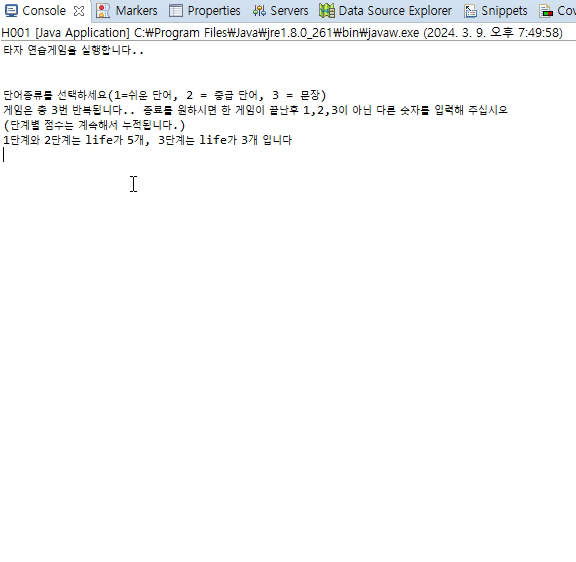 Console Markers Properties Servers Data Source Explorer Snippets Cov
H001 [Java Application] C:₩Program Files₩Java₩jre1.8.0_261₩bin₩javaw.exe (2024. 3. 9. 오후 7:49:58)
타자 연습게임을 실행합니다..
단어종류를 선택하세요(1=쉬운 단어, 2 = 중급 단어, 3 = 문장)
게임은 총 3번 반복됩니다.. 종료를 원하시면 한 게임이 끝난후 1,2,3이 아닌 다른 숫자를 입력해 주십시오
(단계별 점수는 계속해서 누적됩니다.)
1단계와 2단계는 life가 5개, 3단계는 life가 3개 입니다